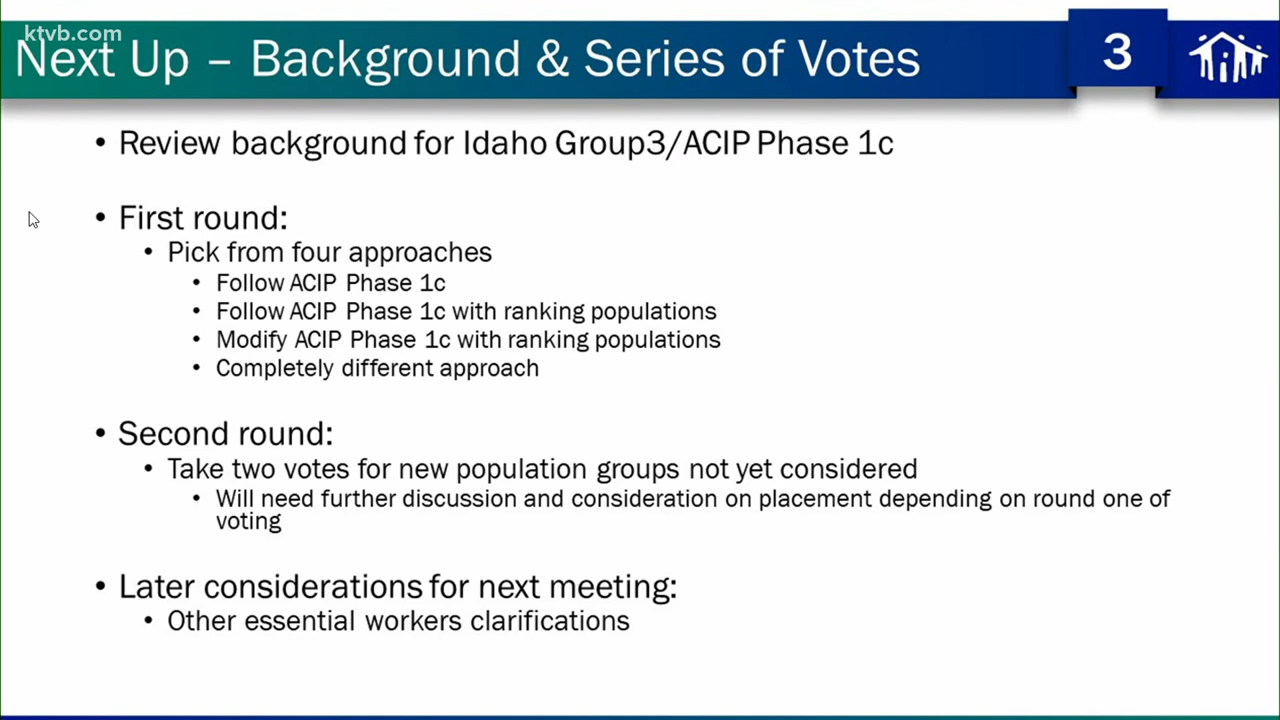 ktvb.com
Next Up – Background & Series of Votes
3
• Review background for Idaho Group3/ACIP Phase 1c
• First round:
• Pick from four approaches
• Follow ACIP Phase 1c
• Follow ACIP Phase 1c with ranking populations
• Modify ACIP Phase 1c with ranking populations
• Completely different approach
• Second round:
• Take two votes for new population groups not yet considered
• Will need further discussion and consideration on placement depending on round one of
voting
• Later considerations for next meeting:
• Other essential workers clarifications